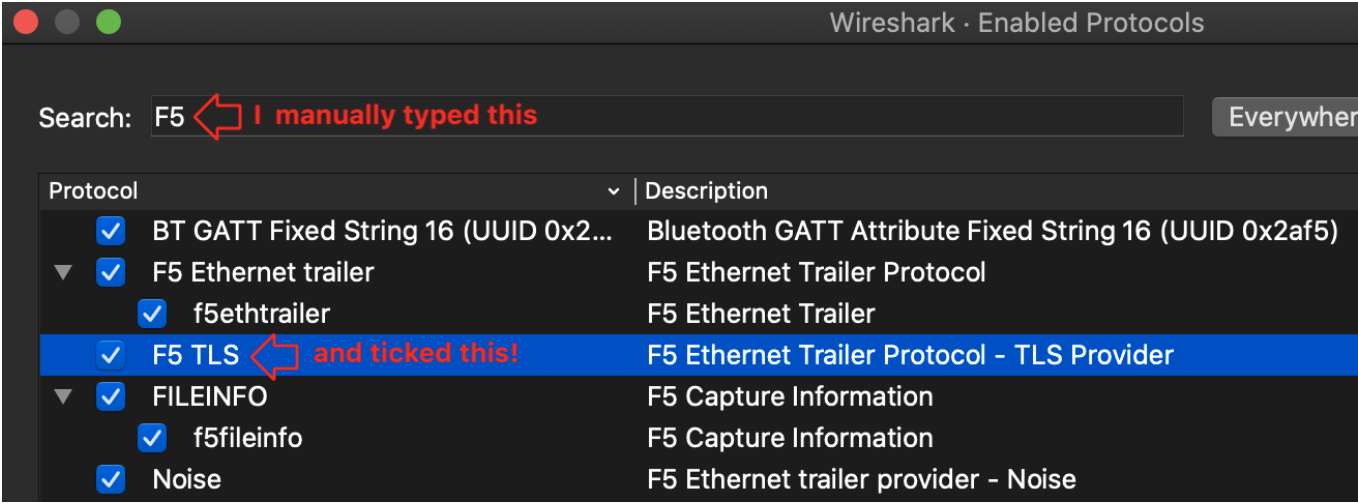 Wireshark · Enabled Protocols
Search: F5 I manually typed this Everywher
Protocol Description
BT GATT Fixed String 16 (UUID 0x2... Bluetooth GATT Attribute Fixed String 16 (UUID 0x2af5)
F5 Ethernet trailer F5 Ethernet Trailer Protocol
f5ethtrailer F5 Ethernet Trailer
F5 TLS and ticked this! F5 Ethernet Trailer Protocol - TLS Provider
FILEINFO F5 Capture Information
f5fileinfo F5 Capture Information
Noise F5 Ethernet trailer provider - Noise